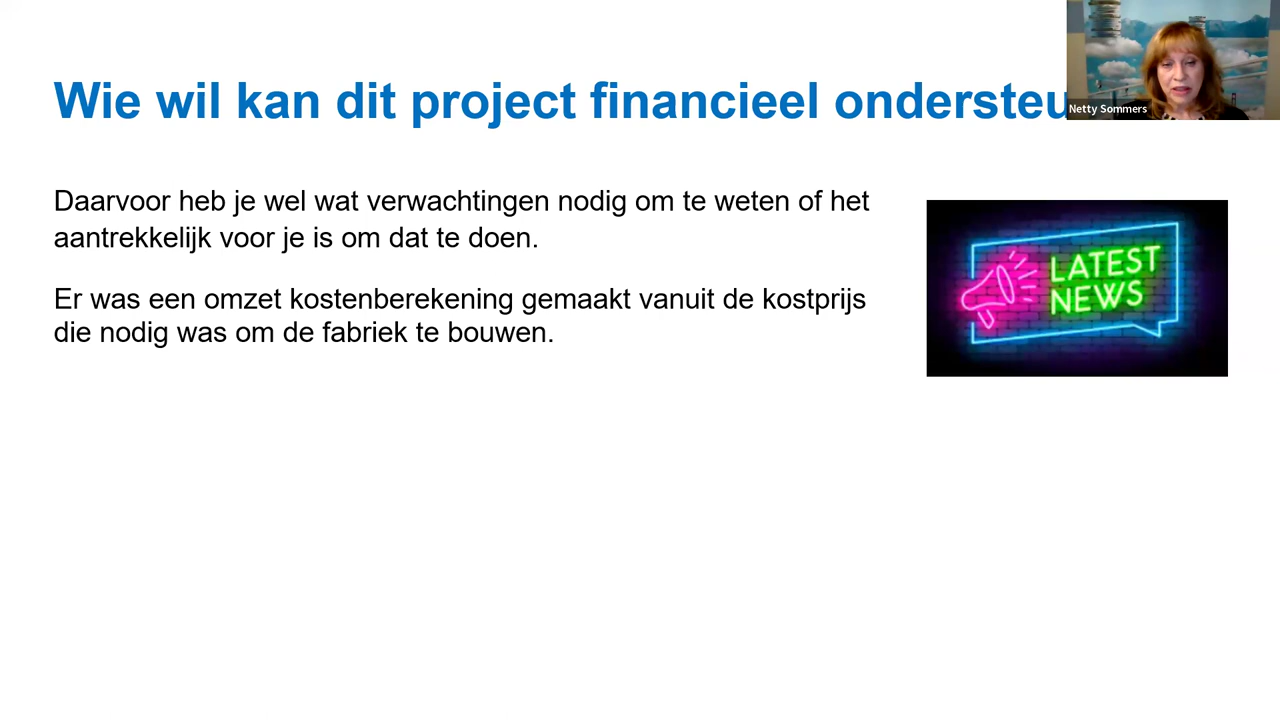 Wie wil kan dit project financieel ondersteu
Netty Sommers
Daarvoor heb je wel wat verwachtingen nodig om te weten of het
aantrekkelijk voor je is om dat te doen.
Er was een omzet kostenberekening gemaakt vanuit de kostprijs
die nodig was om de fabriek te bouwen.
LATEST
NEWS